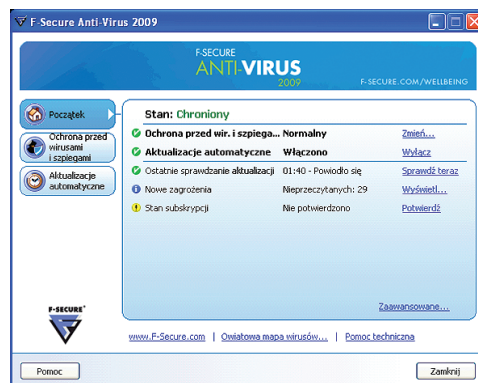 F-Secure Anti-Virus 2009
F-SECURE
ANTI-VIRUS
2009
F-SECURE.COM/WELLBEING
Początek
Ochrona przed
wirusami
i szpiegami
Aktualizacje
automatyczne
Stan: Chroniony
Ochrona przed wir. i szpiega... Normalny Zmień...
Aktualizacje automatyczne Włączono Wyłącz
Ostatnie sprawdzanie aktualizacji 01:40 - Powiodło się Sprawdź teraz
Nowe zagrożenia Nieprzeczytanych: 29 Wyświetl...
Stan subskrypcji Nie potwierdzono Potwierdź
Zaawansowane...
F-SECURE
www.F-Secure.com | Owiatowa mapa wirusów... | Pomoc techniczna
Pomoc Zamknij